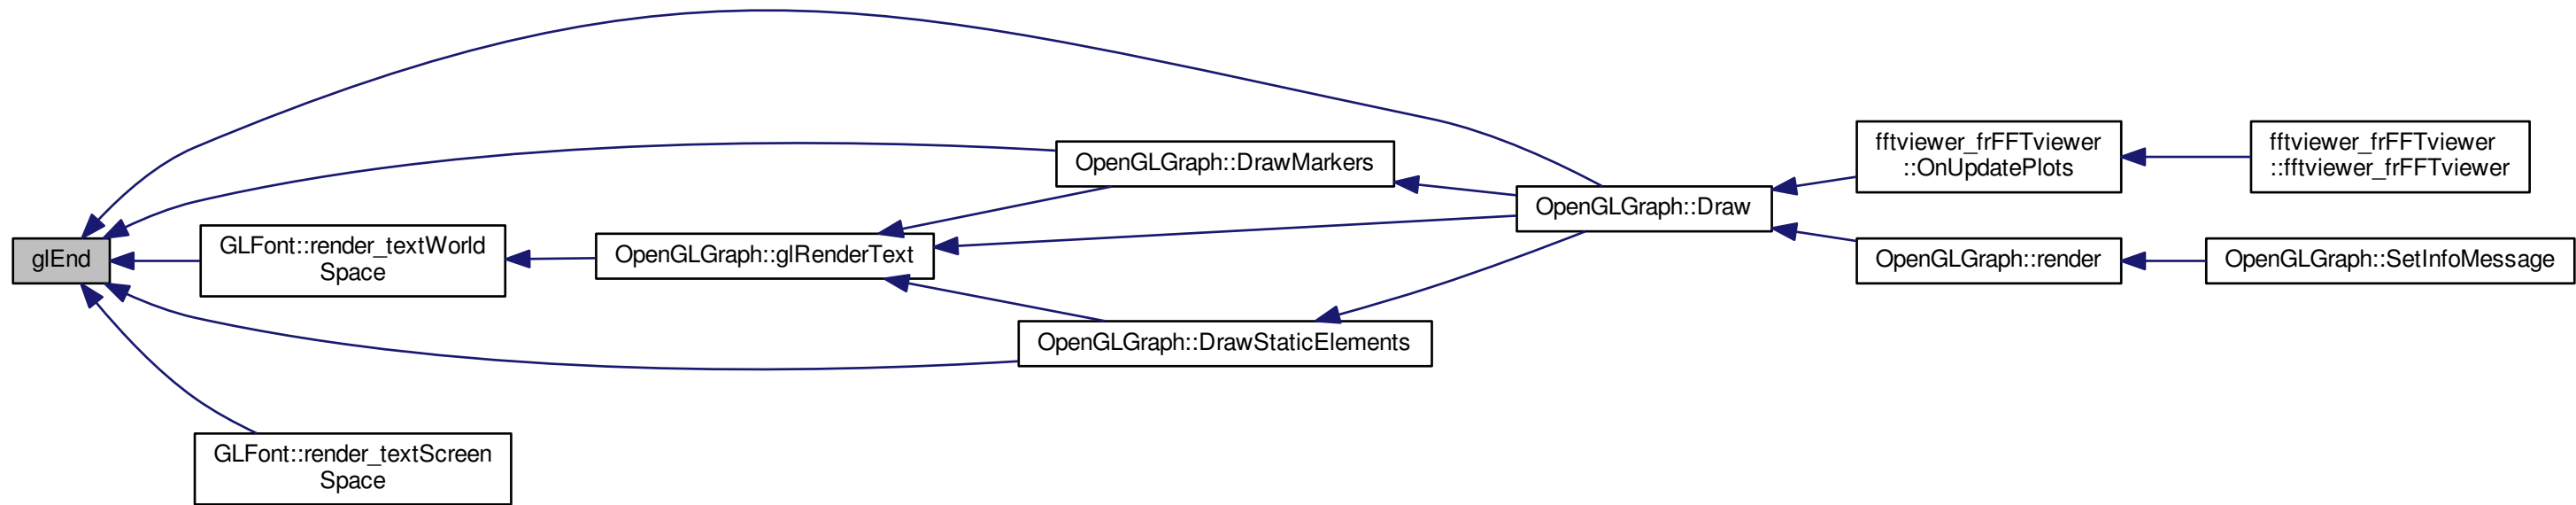 glEnd
GLFont::render_textWorld
Space
GLFont::render_textScreen
Space
OpenGLGraph::glRenderText
OpenGLGraph::DrawMarkers
OpenGLGraph::DrawStaticElements
OpenGLGraph::Draw
fftviewer_frFFTviewer
::OnUpdatePlots
OpenGLGraph::render
fftviewer_frFFTviewer
::fftviewer_frFFTviewer
OpenGLGraph::SetInfoMessage